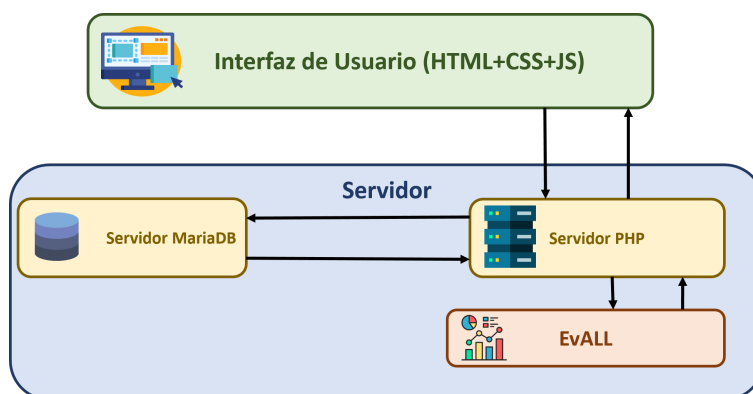 Interfaz de Usuario (HTML+CSS+JS)
Servidor
Servidor MariaDB
Servidor PHP
EvALL